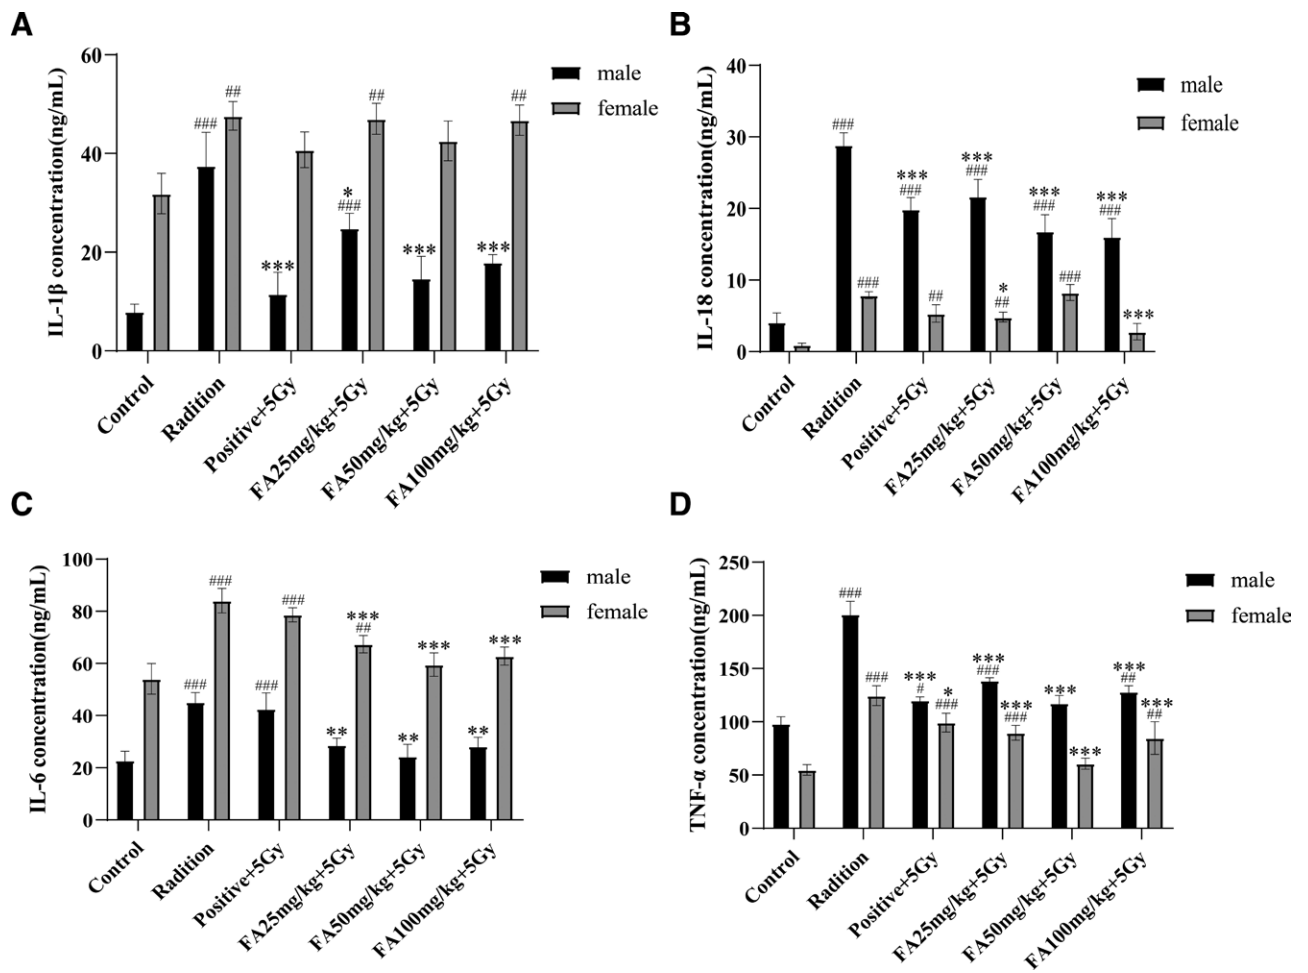 A
IL-1β concentration(ng/mL)
60
40
20
0
male
female
###
##
***
*
###
##
***
***
##
Control
Radition
Positive+5Gy
FA25mg/kg+5Gy
FA50mg/kg+5Gy
FA100mg/kg+5Gy
B
IL-18 concentration(ng/mL)
40
30
20
10
0
male
female
###
###
***
###
##
***
###
*
##
***
###
###
***
###
***
Control
Radition
Positive+5Gy
FA25mg/kg+5Gy
FA50mg/kg+5Gy
FA100mg/kg+5Gy
C
IL-6 concentration(ng/mL)
100
80
60
40
20
0
male
female
###
###
###
###
**
***
##
**
***
**
***
Control
Radition
Positive+5Gy
FA25mg/kg+5Gy
FA50mg/kg+5Gy
FA100mg/kg+5Gy
D
TNF-α concentration(ng/mL)
250
200
150
100
50
0
male
female
###
###
***
#
*
###
***
###
***
###
***
***
***
##
***
##
Control
Radition
Positive+5Gy
FA25mg/kg+5Gy
FA50mg/kg+5Gy
FA100mg/kg+5Gy